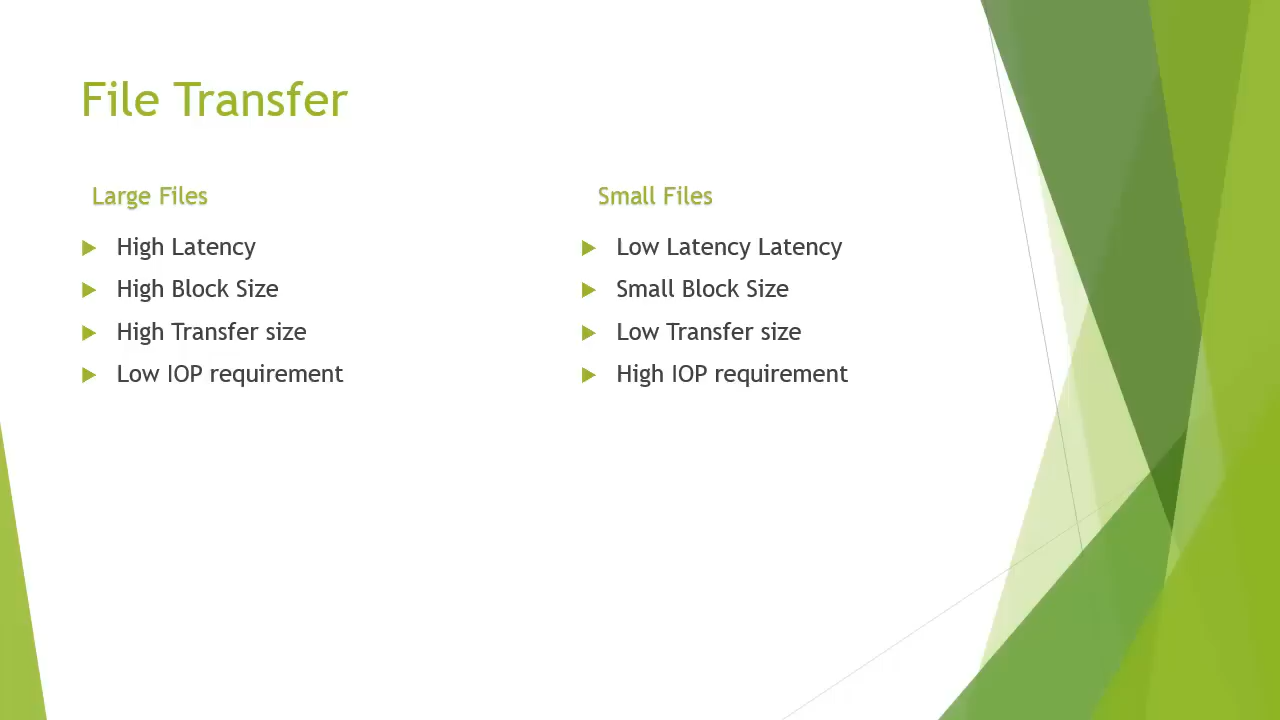 File Transfer
Large Files
High Latency
High Block Size
High Transfer size
Low IOP requirement
Small Files
Low Latency Latency
Small Block Size
Low Transfer size
High IOP requirement